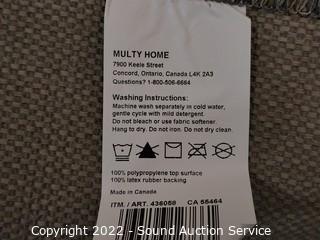 MULTY HOME
7900 Keele Street
Concord, Ontario, Canada L4K 2A3
Questions? 1-800-506-6664
Washing Instructions:
Machine wash separately in cold water,
gentle cycle with mild detergent.
Do not bleach or use fabric softener.
Hang to dry. Do not iron. Do not dry clean.
100% polypropylene top surface
100% latex rubber backing
Made in Canada
ITM. / ART. 436058 CA 55464
Copyright 2022 - Sound Auction Service